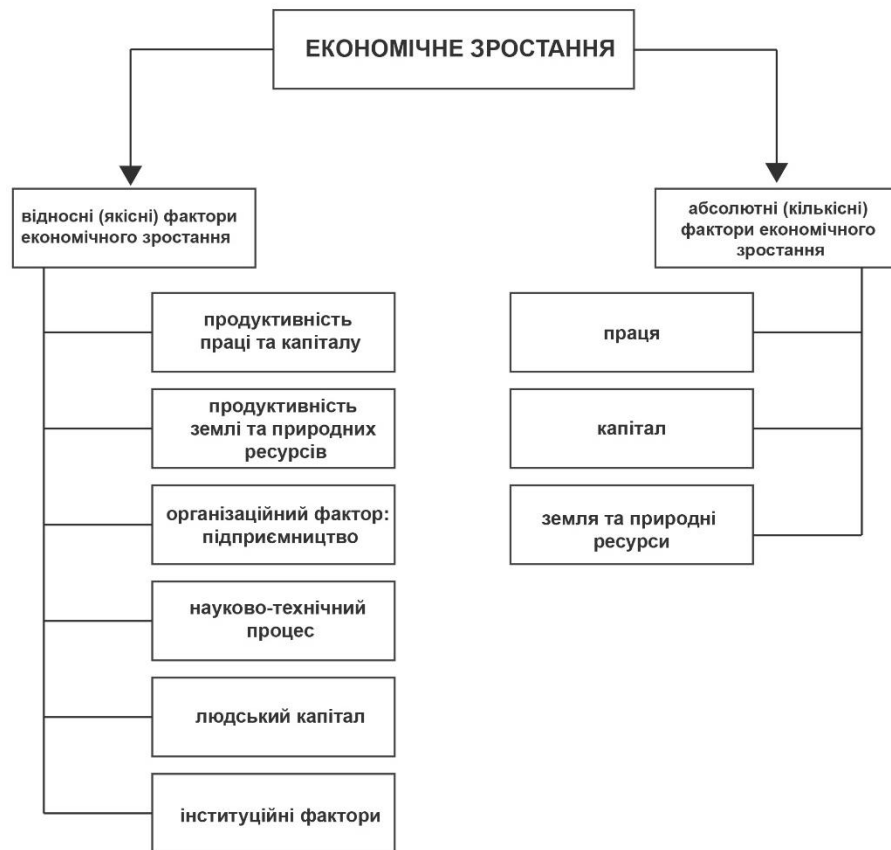 ЕКОНОМІЧНЕ ЗРОСТАННЯ
відносні (якісні) фактори
економічного зростання
продуктивність
праці та капіталу
продуктивність
землі та природних
ресурсів
організаційний фактор:
підприємництво
науково-технічний
процес
людський капітал
інституційні фактори
абсолютні (кількісні)
фактори економічного
зростання
праця
капітал
земля та природні
ресурси